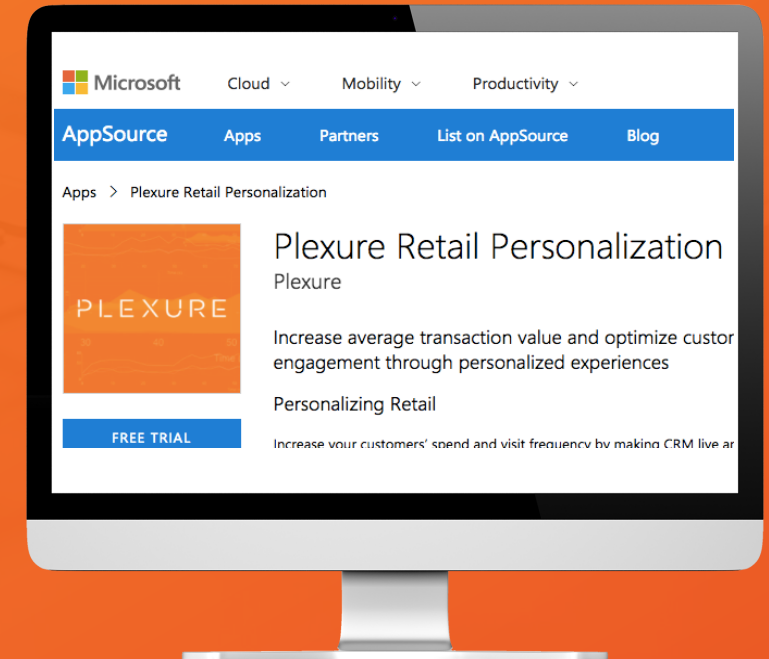 Microsoft Cloud Mobility Productivity
AppSource Apps Partners List on AppSource Blog
Apps > Plexure Retail Personalization
PLEXURE
Plexure Retail Personalization
Plexure
Increase average transaction value and optimize
engagement through personalized experiences
Personalizing Retail
FREE TRIAL
Increase your customers' spend and visit frequency by making CRM live